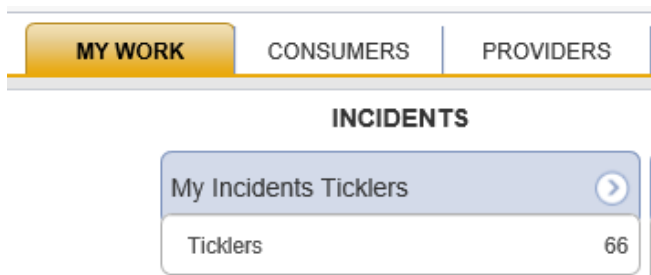 MY WORK CONSUMERS PROVIDERS
INCIDENTS
My Incidents Ticklers
Ticklers 66